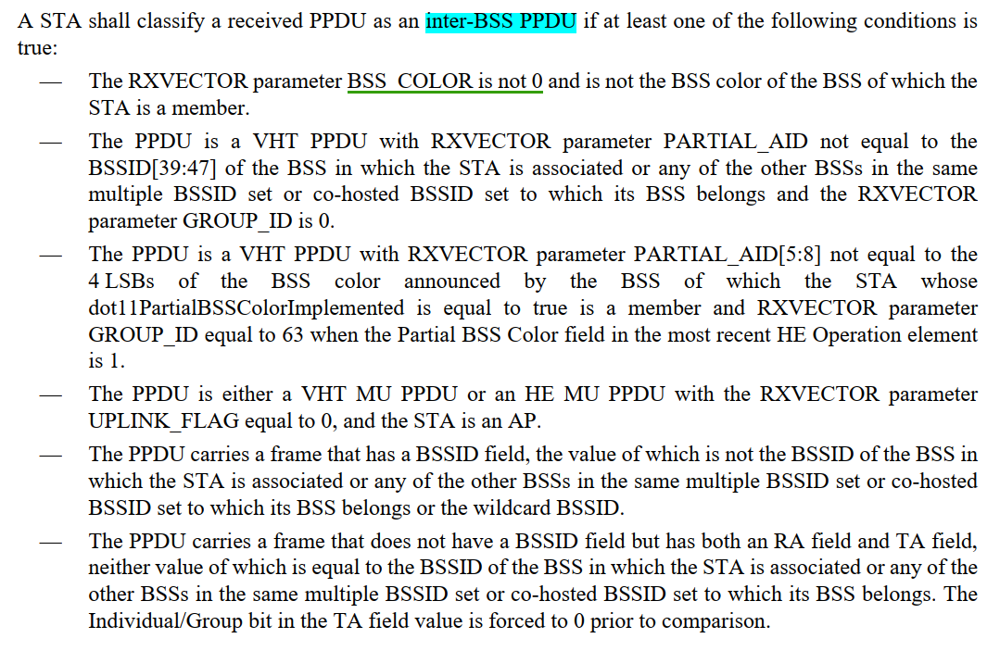 A STA shall classify a received PPDU as an inter-BSS PPDU if at least one of the following conditions is
true:
— The RXVECTOR parameter BSS_COLOR is not 0 and is not the BSS color of the BSS of which the
STA is a member.
— The PPDU is a VHT PPDU with RXVECTOR parameter PARTIAL_AID not equal to the
BSSID[39:47] of the BSS in which the STA is associated or any of the other BSSs in the same
multiple BSSID set or co-hosted BSSID set to which its BSS belongs and the RXVECTOR
parameter GROUP_ID is 0.
— The PPDU is a VHT PPDU with RXVECTOR parameter PARTIAL_AID[5:8] not equal to the
4 LSBs of the BSS color announced by the BSS of which the STA whose
dot11PartialBSSColorImplemented is equal to true is a member and RXVECTOR parameter
GROUP_ID equal to 63 when the Partial BSS Color field in the most recent HE Operation element
is 1.
— The PPDU is either a VHT MU PPDU or an HE MU PPDU with the RXVECTOR parameter
UPLINK_FLAG equal to 0, and the STA is an AP.
— The PPDU carries a frame that has a BSSID field, the value of which is not the BSSID of the BSS in
which the STA is associated or any of the other BSSs in the same multiple BSSID set or co-hosted
BSSID set to which its BSS belongs or the wildcard BSSID.
— The PPDU carries a frame that does not have a BSSID field but has both an RA field and TA field,
neither value of which is equal to the BSSID of the BSS in which the STA is associated or any of the
other BSSs in the same multiple BSSID set or co-hosted BSSID set to which its BSS belongs. The
Individual/Group bit in the TA field value is forced to 0 prior to comparison.